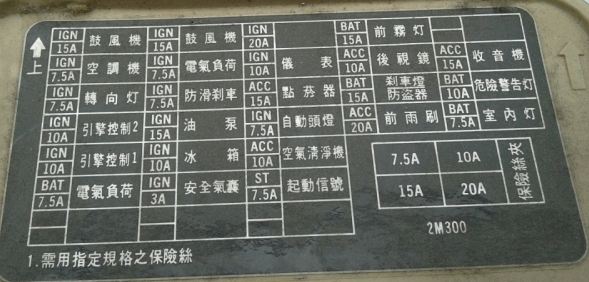 上
IGN 15A 鼓風機 IGN 15A 鼓風機 IGN 20A BAT 15A 前霧灯
IGN 7.5A 空調機 IGN 7.5A 電氣負荷 IGN 10A 儀表 ACC 10A 後視鏡 ACC 15A 收音機
IGN 7.5A 轉向灯 IGN 7.5A 防滑刹車 ACC 15A 點菸器 BAT 15A 刹車燈 防盜器 BAT 10A 危險警告灯
IGN 10A 引擎控制2 IGN 15A 油泵 IGN 7.5A 自動頭燈 ACC 20A 前雨刷 BAT 7.5A 室內灯
IGN 10A 引擎控制1 IGN 10A 冰箱 ACC 10A 空氣清淨機
BAT 7.5A 電氣負荷 IGN 3A 安全氣囊 ST 7.5A 起動信號
7.5A 10A
15A 20A
保險絲夾
2M300
1.需用指定規格之保險絲